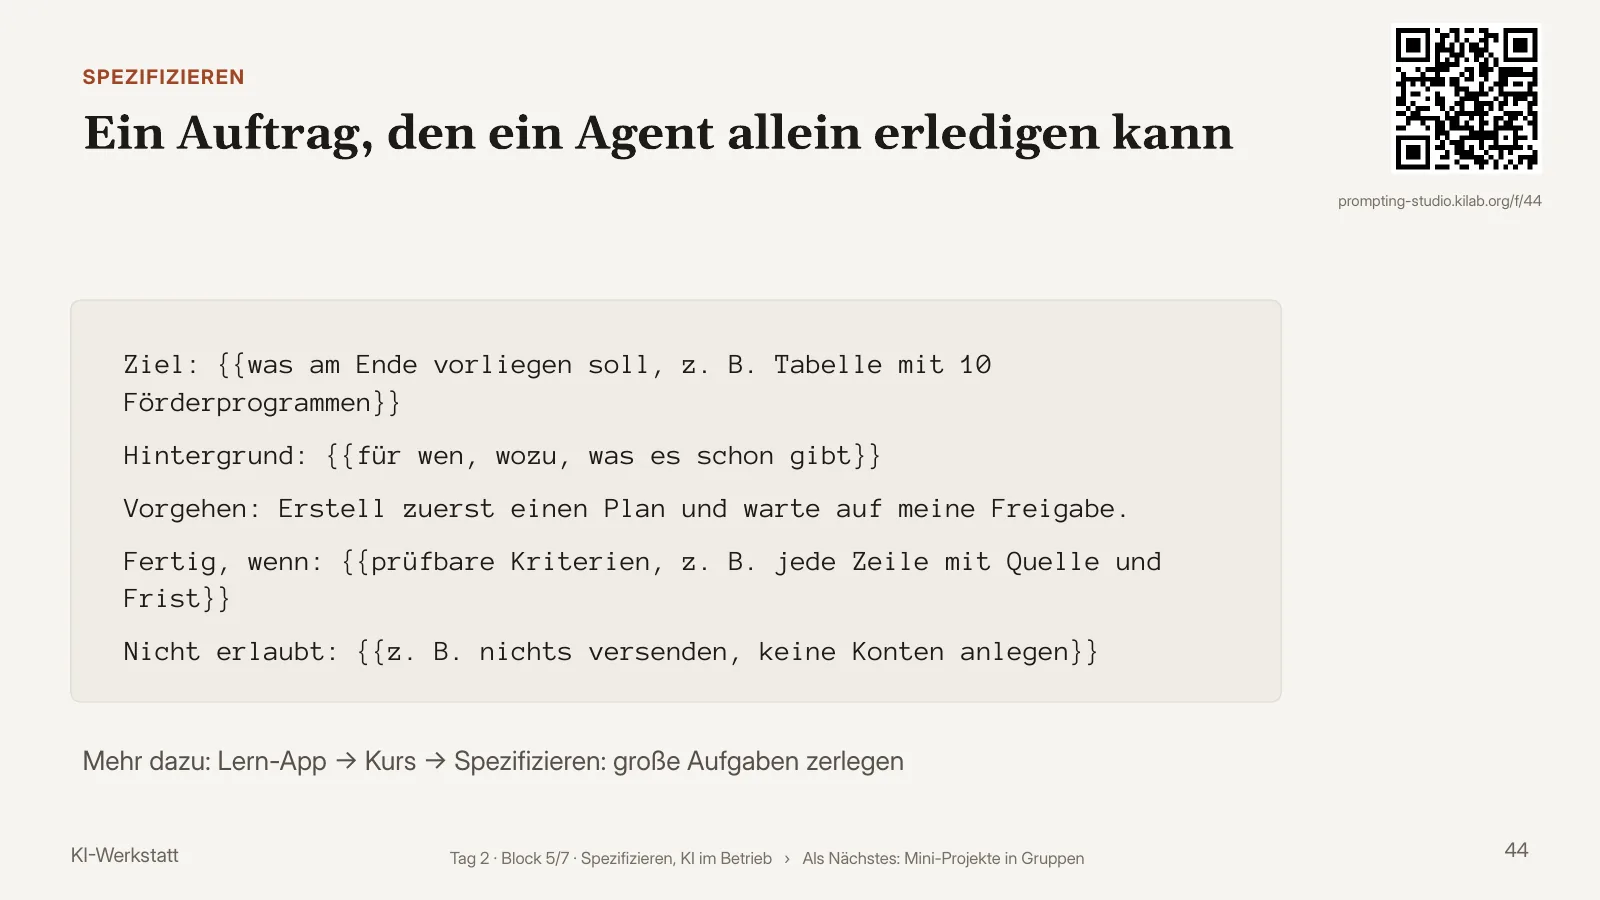 SPEZIFIZIEREN
Ein Auftrag, den ein Agent allein erledigen kann
prompting-studio.kilab.org/f/44
Ziel: {{was am Ende vorliegen soll, z. B. Tabelle mit 10
Förderprogrammen}}
Hintergrund: {{für wen, wozu, was es schon gibt}}
Vorgehen: Erstell zuerst einen Plan und warte auf meine Freigabe.
Fertig, wenn: {{prüfbare Kriterien, z. B. jede Zeile mit Quelle und
Frist}}
Nicht erlaubt: {{z. B. nichts versenden, keine Konten anlegen}}
Mehr dazu: Lern-App → Kurs → Spezifizieren: große Aufgaben zerlegen
KI-Werkstatt
Tag 2 · Block 5/7 · Spezifizieren, KI im Betrieb › Als Nächstes: Mini-Projekte in Gruppen
44